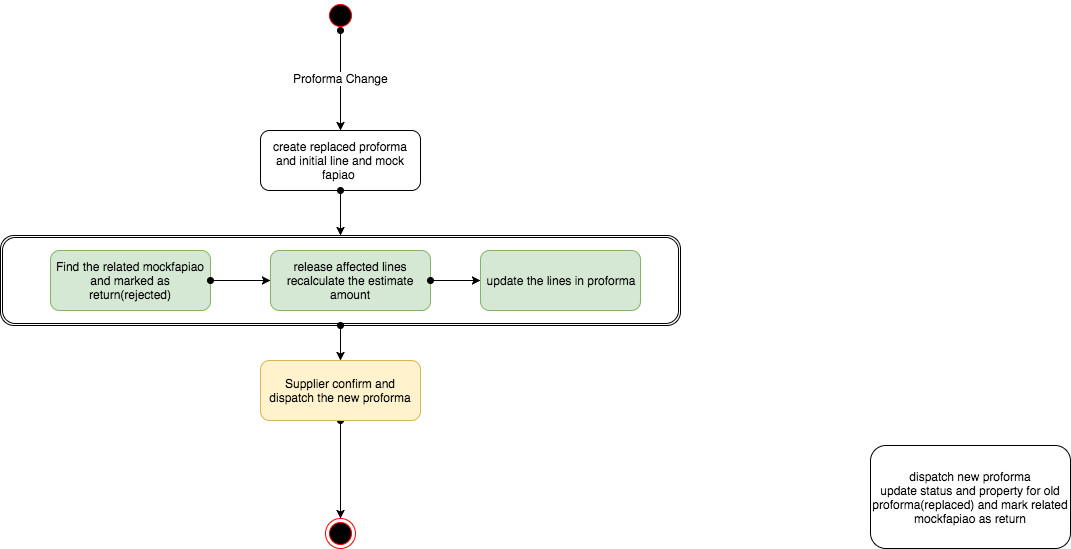 Proforma Change
create replaced proforma
and initial line and mock
fapiao
Find the related mockfapiao
and marked as
return(rejected)
release affected lines
recalculate the estimate
amount
update the lines in proforma
Supplier confirm and
dispatch the new proforma
dispatch new proforma
update status and property for old
proforma(replaced) and mark related
mockfapiao as return